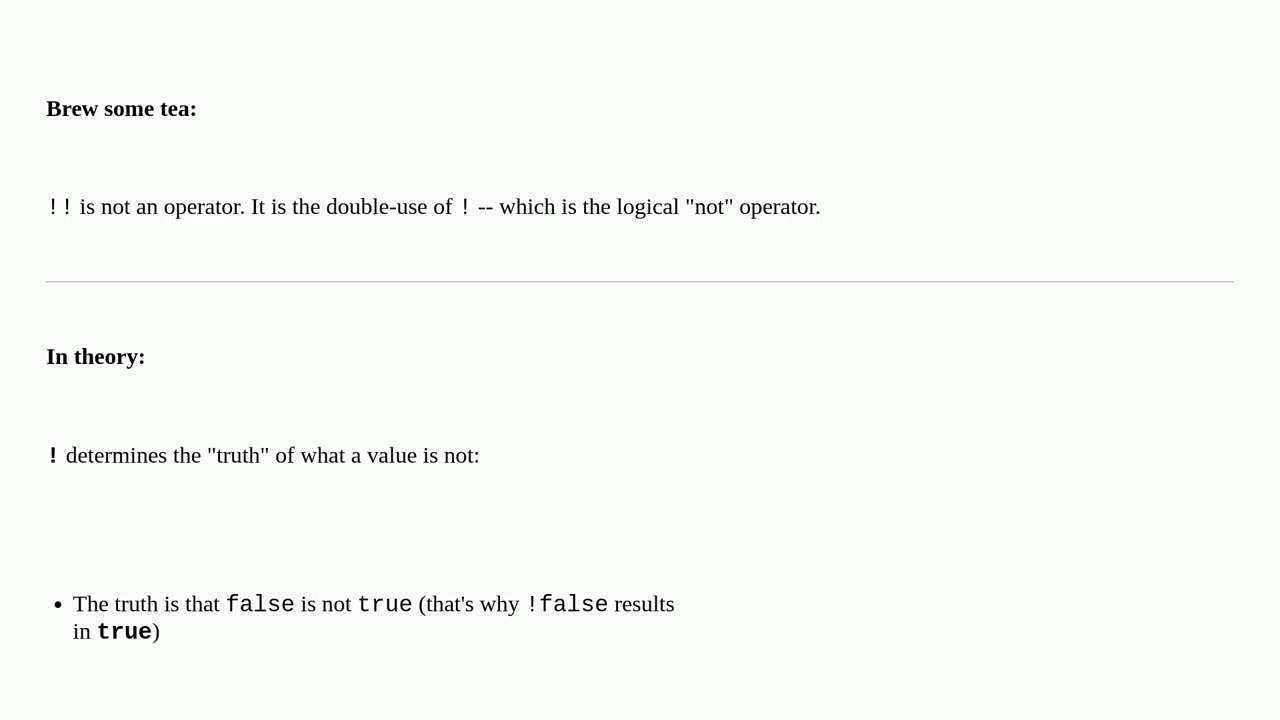 Brew some tea:
!! is not an operator. It is the double-use of ! -- which is the logical "not" operator.
In theory:
! determines the "truth" of what a value is not:
• The truth is that false is not true (that's why !false results
in true)